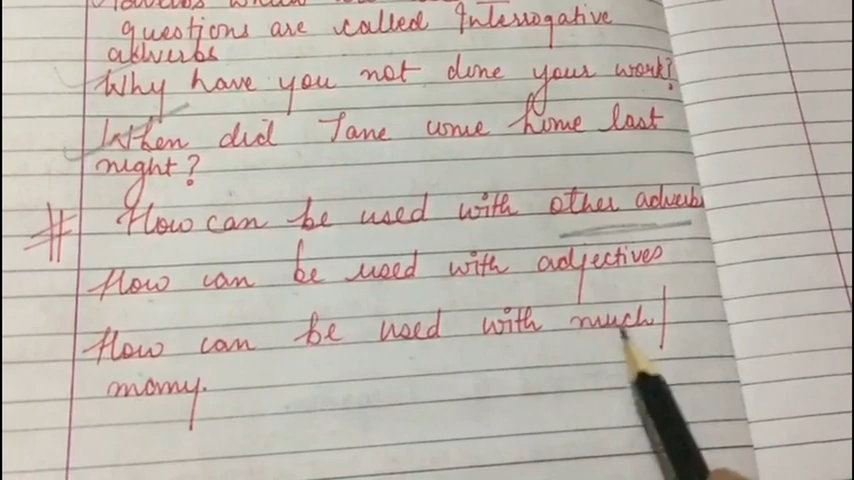 questions are called Interrogative
adverbs
Why have you not done your work?
When did Jane come home last
night?
# How can be used with other adverbs
How can be used with adjectives
How can be used with much/
many.